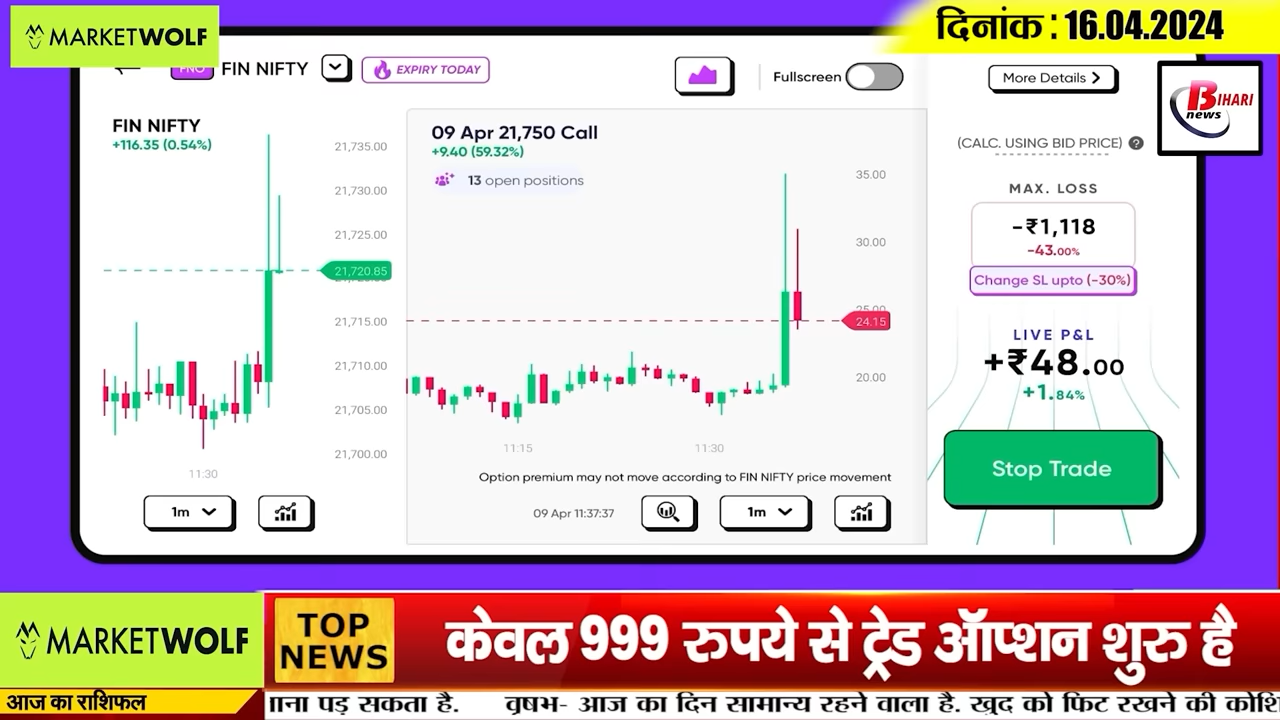 MARKETWOLF
दिनांक : 16.04.2024
FNO FIN NIFTY
EXPIRY TODAY
Fullscreen
More Details
BIHARI
news
FIN NIFTY
+116.35 (0.54%)
21,735.00
21,730.00
21,725.00
21,720.85
21,715.00
21,710.00
21,705.00
21,700.00
11:30
1m
09 Apr 21,750 Call
+9.40 (59.32%)
13 open positions
35.00
30.00
25.00
24.15
20.00
11:15
11:30
Option premium may not move according to FIN NIFTY price movement
09 Apr 11:37:37
1m
(CALC. USING BID PRICE) ?
MAX. LOSS
-₹1,118
-43.00%
Change SL upto (-30%)
LIVE P&L
+₹48.00
+1.84%
Stop Trade
MARKETWOLF
TOP
NEWS
केवल 999 रुपये से ट्रेड ऑप्शन शुरु है
आज का राशिफल
ाना पड़ सकता है. वृषभ- आज का दिन सामान्य रहने वाला है. खुद को फिट रखने की कोशि